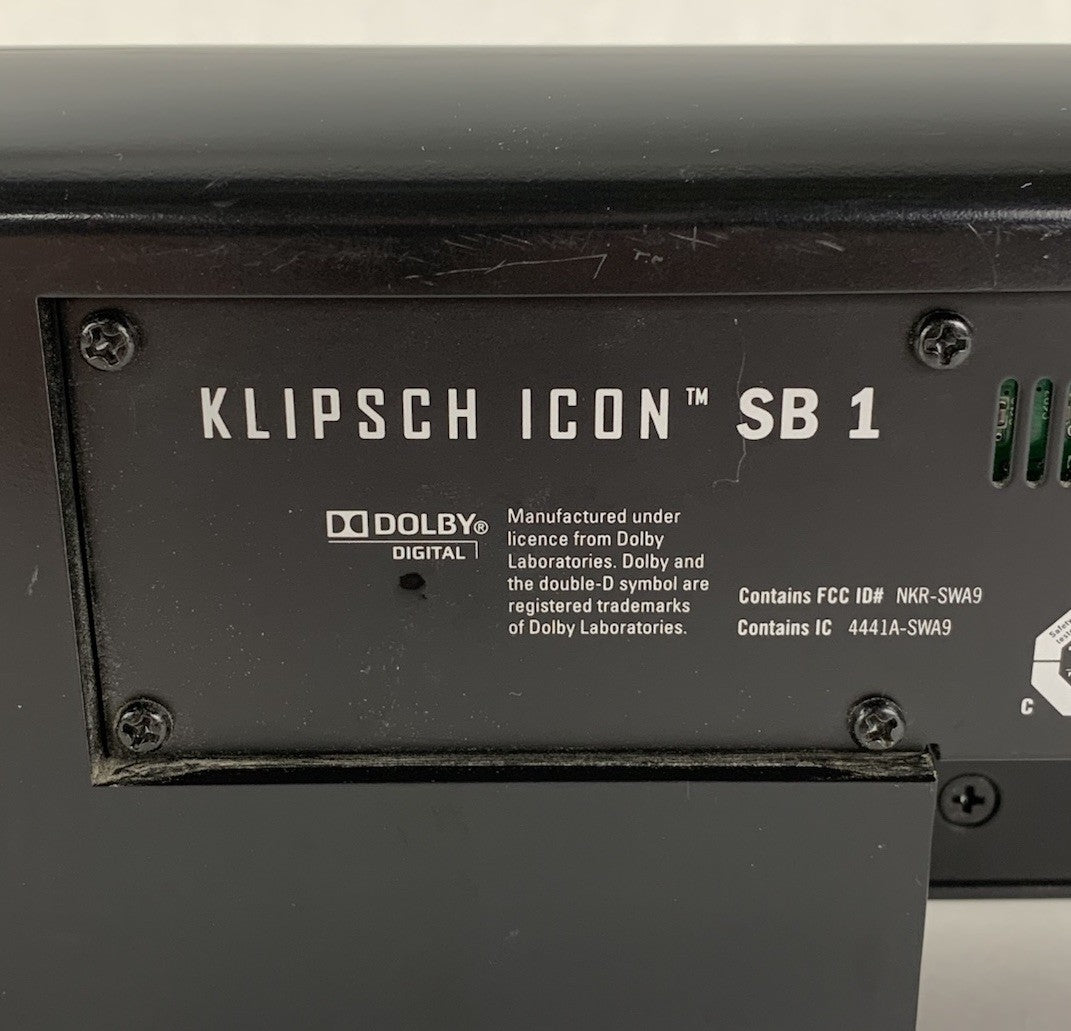 KLIPSCH ICON™ SB 1
DOLBY®
DIGITAL
Manufactured under
licence from Dolby
Laboratories. Dolby and
the double-D symbol are
registered trademarks
of Dolby Laboratories.
Contains FCC ID# NKR-SWA9
Contains IC 4441A-SWA9
Safety
C